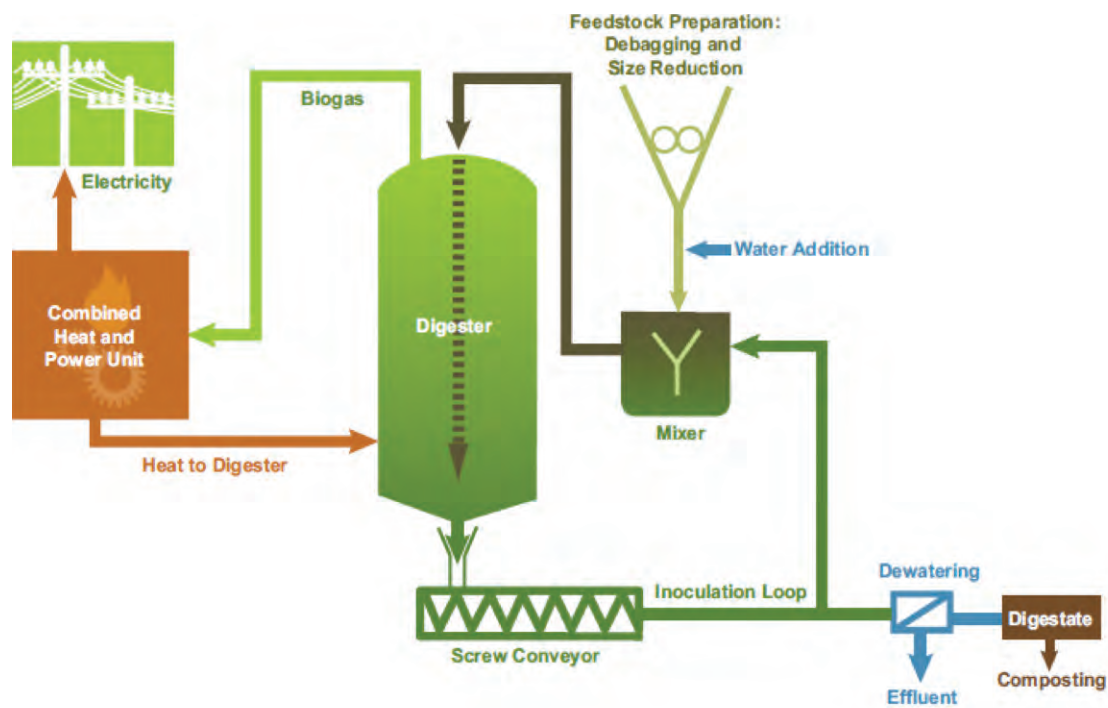 Feedstock Preparation:
Debagging and
Size Reduction
Biogas
Electricity
Water Addition
Combined
Heat and
Power Unit
Digester
Mixer
Heat to Digester
Inoculation Loop
Dewatering
Digestate
Screw Conveyor
Composting
Effluent